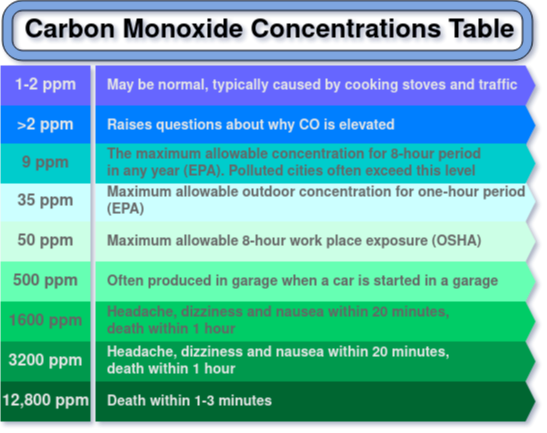 Carbon Monoxide Concentrations Table
1-2 ppm
May be normal, typically caused by cooking stoves and traffic
>2 ppm
Raises questions about why CO is elevated
9 ppm
The maximum allowable concentration for 8-hour period
in any year (EPA). Polluted cities often exceed this level
35 ppm
Maximum allowable outdoor concentration for one-hour period
(EPA)
50 ppm
Maximum allowable 8-hour work place exposure (OSHA)
500 ppm
Often produced in garage when a car is started in a garage
1600 ppm
Headache, dizziness and nausea within 20 minutes,
death within 1 hour
3200 ppm
Headache, dizziness and nausea within 20 minutes,
death within 1 hour
12,800 ppm
Death within 1-3 minutes